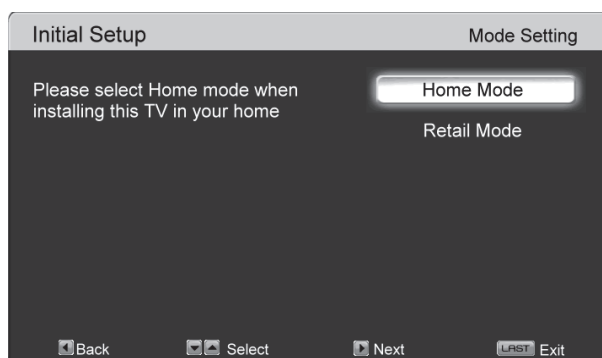 Initial Setup
Mode Setting
Please select Home mode when
installing this TV in your home
Home Mode
Retail Mode
Back Select Next LAST Exit